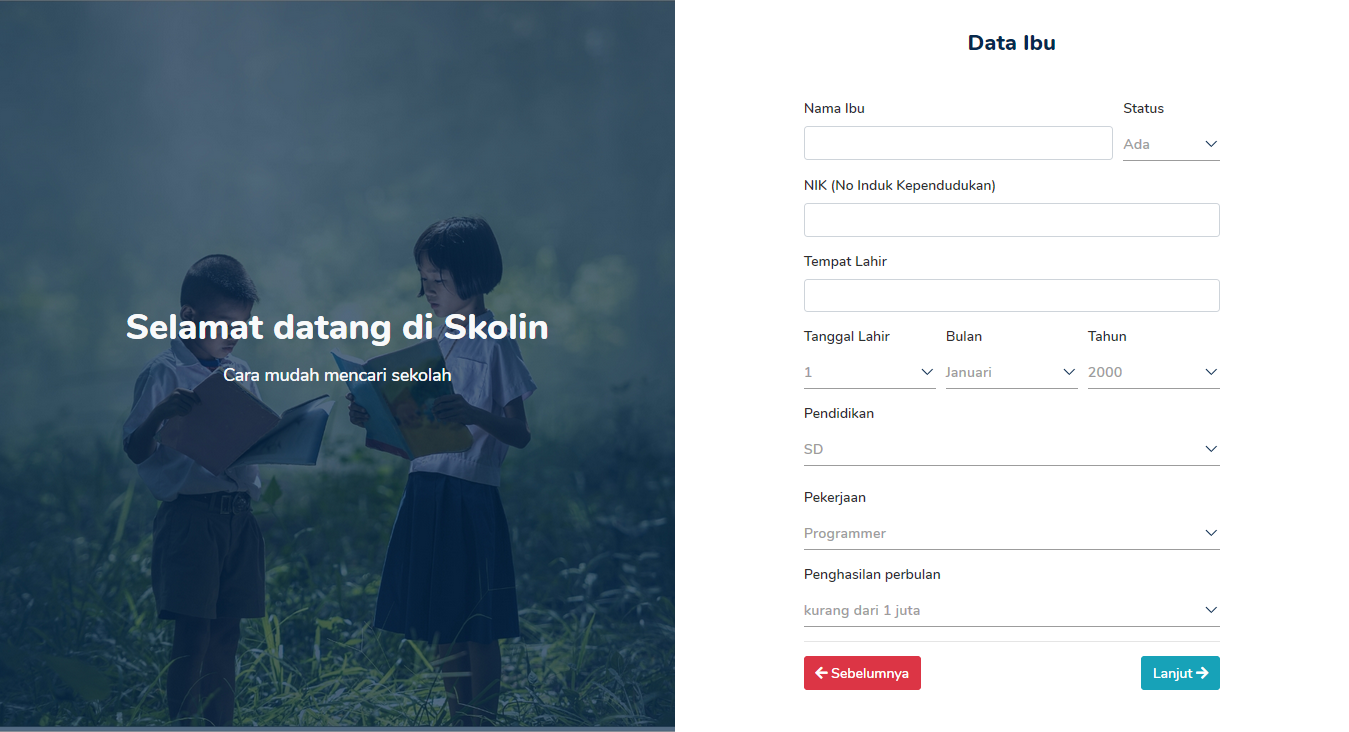 Selamat datang di Skolin
Cara mudah mencari sekolah
Data Ibu
Nama Ibu Status
Ada
NIK (No Induk Kependudukan)
Tempat Lahir
Tanggal Lahir Bulan Tahun
1 Januari 2000
Pendidikan
SD
Pekerjaan
Programmer
Penghasilan perbulan
kurang dari 1 juta
Sebelumnya Lanjut